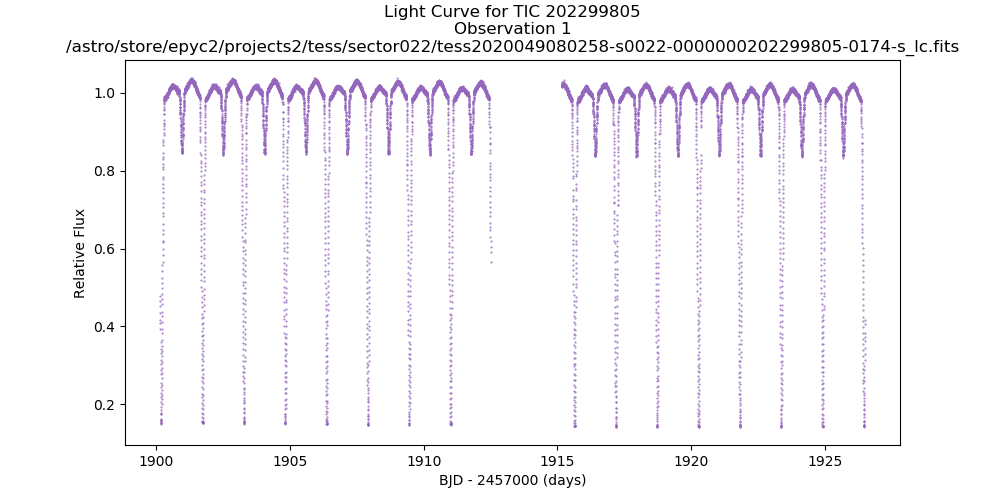 Light Curve for TIC 202299805
Observation 1
/astro/store/epyc2/projects2/tess/sector022/tess2020049080258-s0022-0000000202299805-0174-s_lc.fits
1.0
0.8
0.6
0.4
0.2
Relative Flux
1900 1905 1910 1915 1920 1925
BJD - 2457000 (days)